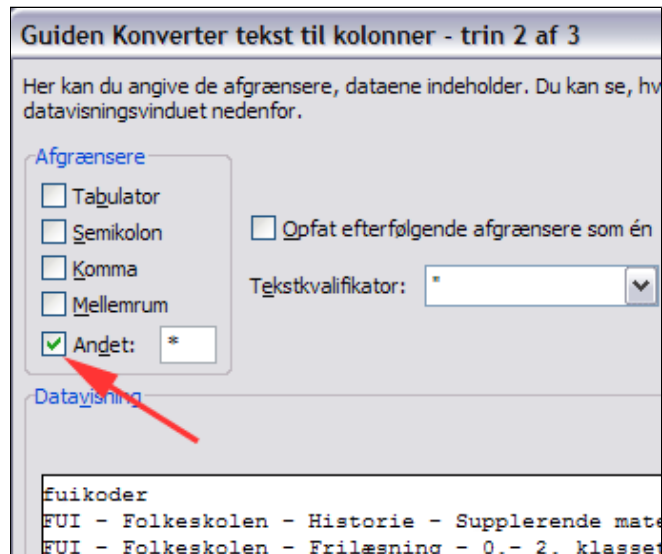 Guiden Konverter tekst til kolonner - trin 2 af 3
Her kan du angive de afgrænsere, dataene indeholder. Du kan se, hv
datavisningsvinduet nedenfor.
Afgrænsere
Tabulator
Semikolon
Opfat efterfølgende afgrænsere som én
Komma
Tekstkvalifikator: "
Mellemrum
Andet: *
Datavisning
fuikoder
FUI - Folkeskolen - Historie - Supplerende mate
FUI - Folkeskolen - Frilæsning - 0.- 2. klasset